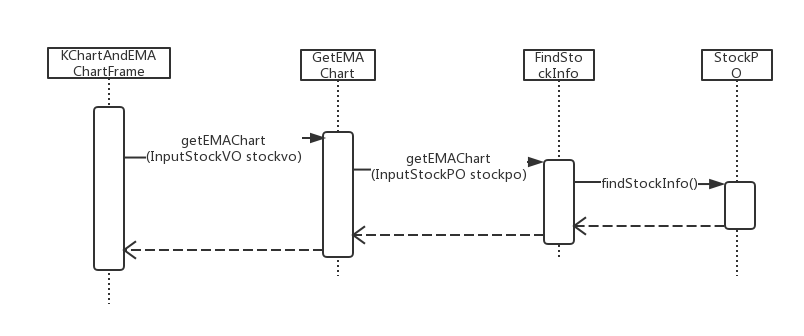 KChartAndEMA
ChartFrame
GetEMA
Chart
FindSto
ckInfo
StockP
O
getEMAChart
(InputStockVO stockvo)
getEMAChart
(InputStockPO stockpo)
findStockInfo()